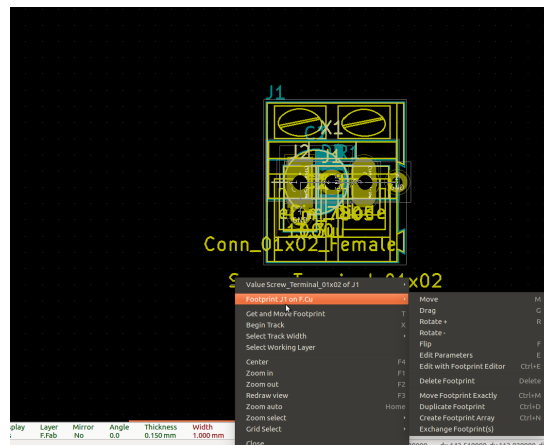 J1
X1
J1
Conn_01x02_Female
Value Screw_Terminal_01x02 of J1
Footprint J1 on F.Cu
Get and Move Footprint T
Begin Track X
Select Track Width
Select Working Layer
Center F4
Zoom in F1
Zoom out F2
Redraw view F3
Zoom auto Home
Zoom select
Grid Select
Close
Move M
Drag G
Rotate + R
Rotate -
Flip F
Edit Parameters E
Edit with Footprint Editor Ctrl+E
Delete Footprint Delete
Move Footprint Exactly Ctrl+M
Duplicate Footprint Ctrl+D
Create Footprint Array Ctrl+N
Exchange Footprint(s)
play Layer Mirror Angle Thickness Width
F.Fab No 0.0 0.150 mm 1.000 mm